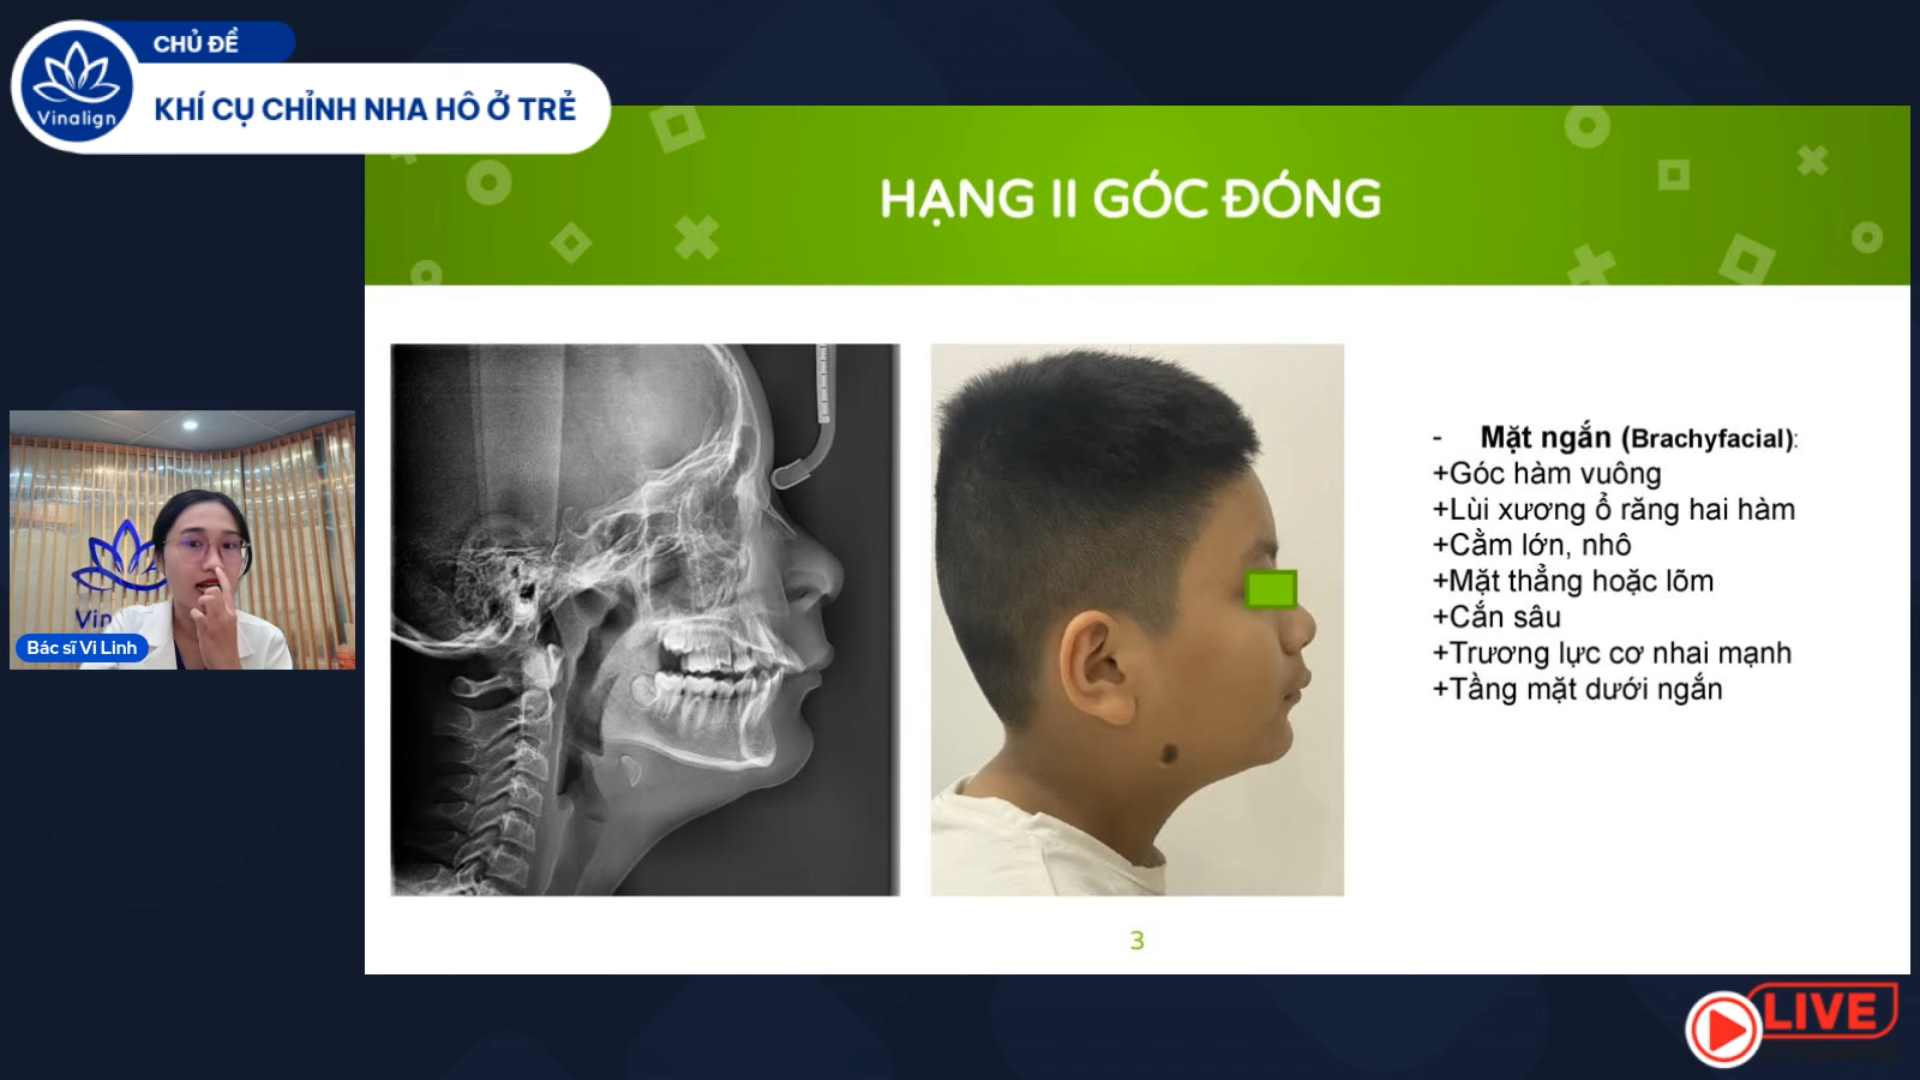 CHỦ ĐỀ
KHÍ CỤ CHỈNH NHA HÔ Ở TRẺ
Vinalign
HẠNG II GÓC ĐÓNG
- Mặt ngắn (Brachyfacial):
+Góc hàm vuông
+Lùi xương ổ răng hai hàm
+Cằm lớn, nhô
+Mặt thẳng hoặc lõm
+Cắn sâu
+Trương lực cơ nhai mạnh
+Tầng mặt dưới ngắn
Vin
Bác sĩ Vi Linh
3
LIVE